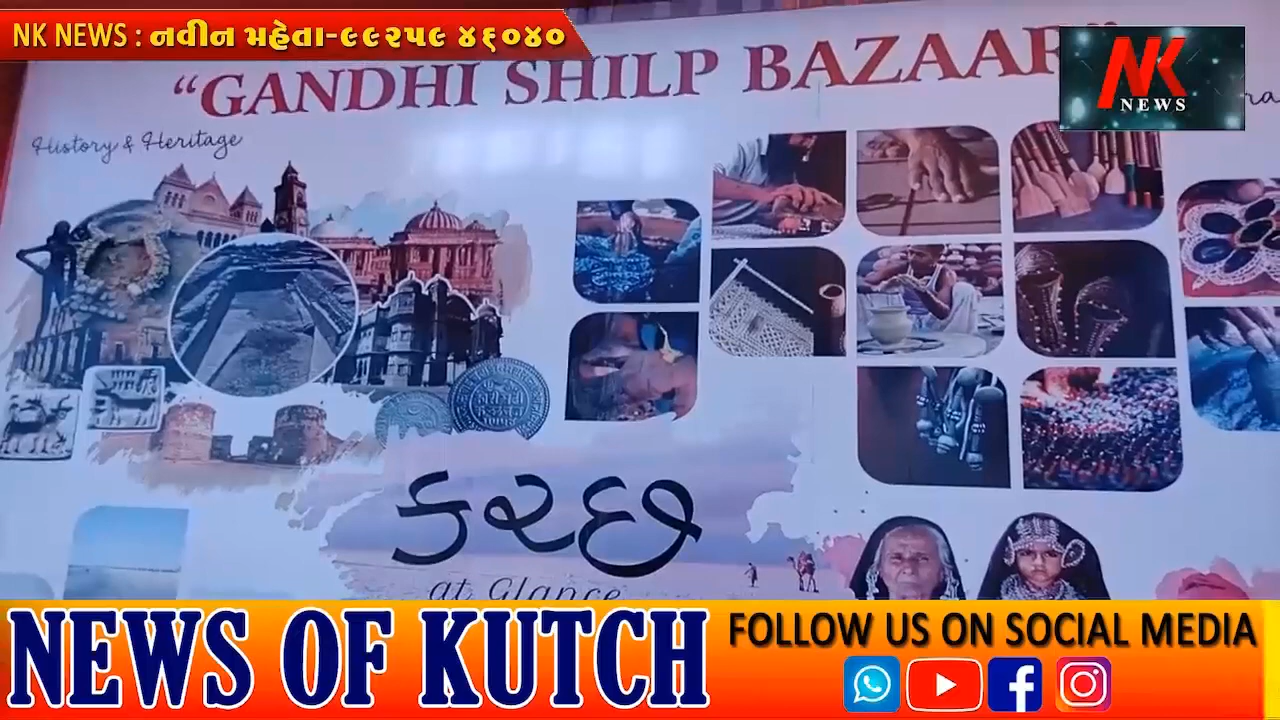 NK NEWS : નવીન મહેતા-૯૯૨૫૯ ૪૧૦૪૦
"GANDHI SHILP BAZAAR"
NK
NEWS
History & Heritage
કચ્છ
at Glance
NEWS OF KUTCH
FOLLOW US ON SOCIAL MEDIA